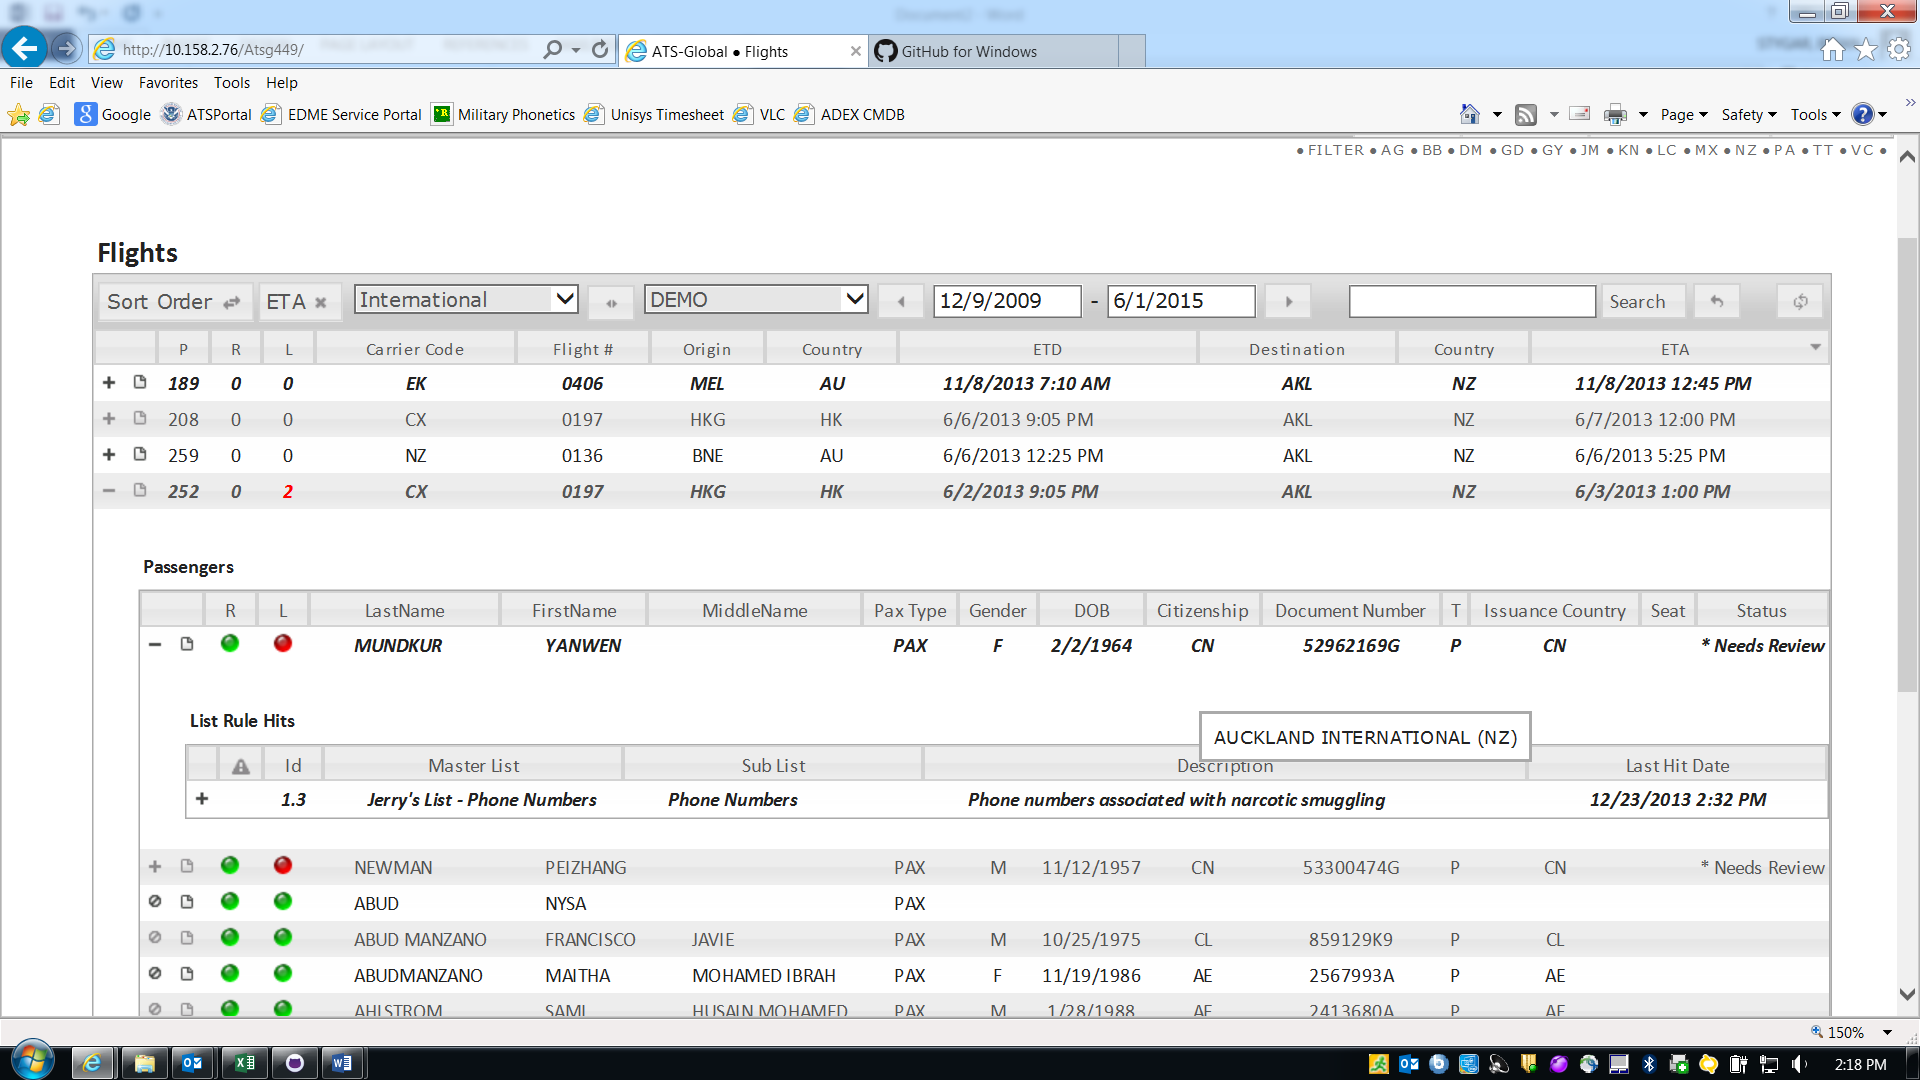 http://10.158.2.76/Atsg449/
ATS-Global ● Flights
GitHub for Windows
File Edit View Favorites Tools Help
Google ATSPortal EDME Service Portal Military Phonetics Unisys Timesheet VLC ADEX CMDB
Page Safety Tools
● FILTER ● AG ● BB ● DM ● GD ● GY ● JM ● KN ● LC ● MX ● NZ ● PA ● TT ● VC ●
Flights
Sort Order ETA International DEMO 12/9/2009 - 6/1/2015 Search
P R L Carrier Code Flight # Origin Country ETD Destination Country ETA
189 0 0 EK 0406 MEL AU 11/8/2013 7:10 AM AKL NZ 11/8/2013 12:45 PM
208 0 0 CX 0197 HKG HK 6/6/2013 9:05 PM AKL NZ 6/7/2013 12:00 PM
259 0 0 NZ 0136 BNE AU 6/6/2013 12:25 PM AKL NZ 6/6/2013 5:25 PM
252 0 2 CX 0197 HKG HK 6/2/2013 9:05 PM AKL NZ 6/3/2013 1:00 PM
Passengers
R L LastName FirstName MiddleName Pax Type Gender DOB Citizenship Document Number T Issuance Country Seat Status
MUNDKUR YANWEN PAX F 2/2/1964 CN 52962169G P CN * Needs Review
List Rule Hits
AUCKLAND INTERNATIONAL (NZ)
Id Master List Sub List Description Last Hit Date
1.3 Jerry's List - Phone Numbers Phone Numbers Phone numbers associated with narcotic smuggling 12/23/2013 2:32 PM
NEWMAN PEIZHANG PAX M 11/12/1957 CN 53300474G P CN * Needs Review
ABUD NYSA PAX
ABUD MANZANO FRANCISCO JAVIE PAX M 10/25/1975 CL 859129K9 P CL
ABUDMANZANO MAITHA MOHAMED IBRAH PAX F 11/19/1986 AE 2567993A P AE
AHLSTROM SAMI HUSAIN MOHAMED PAX M 1/28/1988 AE 2413680A P AE
150%
2:18 PM